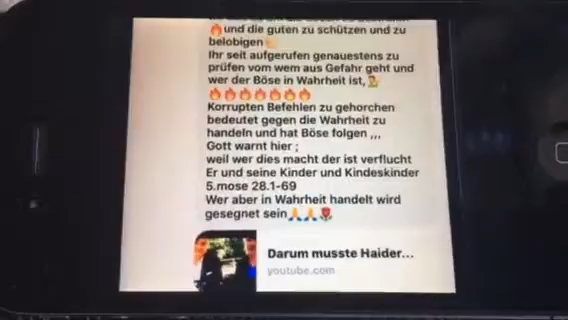 🔥und die guten zu schützen und zu
belobigen👏
Ihr seit aufgerufen genauestens zu
prüfen vom wem aus Gefahr geht und
wer der Böse in Wahrheit ist,💁
🔥🔥🔥🔥🔥🔥🔥
Korrupten Befehlen zu gehorchen
bedeutet gegen die Wahrheit zu
handeln und hat Böse folgen ,,,
Gott warnt hier ;
weil wer dies macht der ist verflucht
Er und seine Kinder und Kindeskinder
5.mose 28.1-69
Wer aber in Wahrheit handelt wird
gesegnet sein🙏🙏🌹
Darum musste Haider...
youtube.com